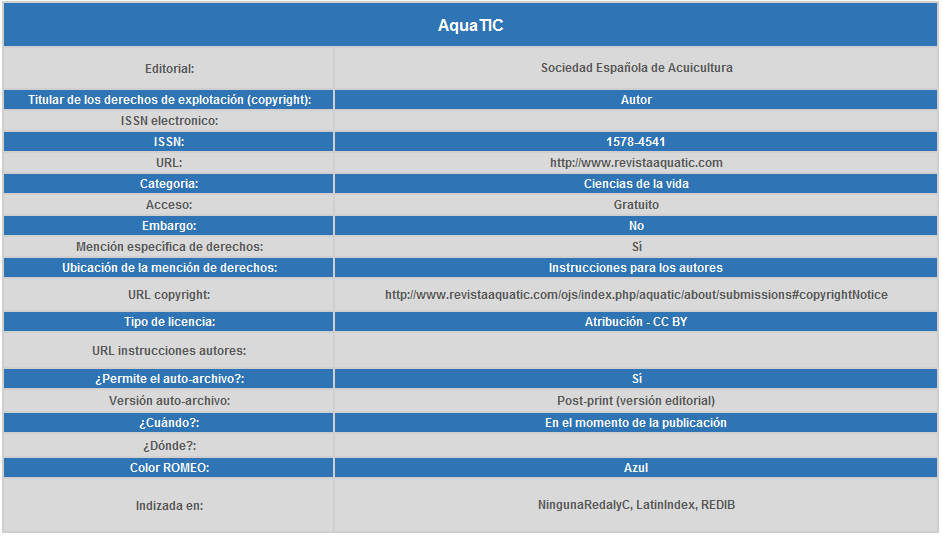 AquaTIC
Editorial: Sociedad Española de Acuicultura
Titular de los derechos de explotación (copyright): Autor
ISSN electronico:
ISSN: 1578-4541
URL: http://www.revistaaquatic.com
Categoria: Ciencias de la vida
Acceso: Gratuito
Embargo: No
Mención específica de derechos: Sí
Ubicación de la mención de derechos: Instrucciones para los autores
URL copyright: http://www.revistaaquatic.com/ojs/index.php/aquatic/about/submissions#copyrightNotice
Tipo de licencia: Atribución - CC BY
URL instrucciones autores:
¿Permite el auto-archivo?: Sí
Versión auto-archivo: Post-print (versión editorial)
¿Cuándo?: En el momento de la publicación
¿Dónde?:
Color ROMEO: Azul
Indizada en: NingunaRedalyC, LatinIndex, REDIB